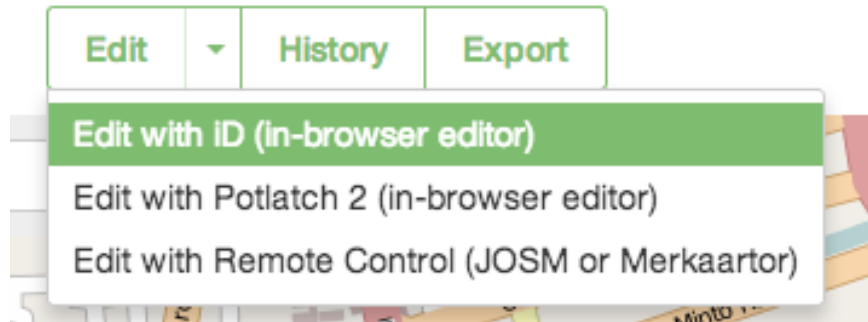 Edit History Export
Edit with iD (in-browser editor)
Edit with Potlatch 2 (in-browser editor)
Edit with Remote Control (JOSM or Merkaartor)
Minto